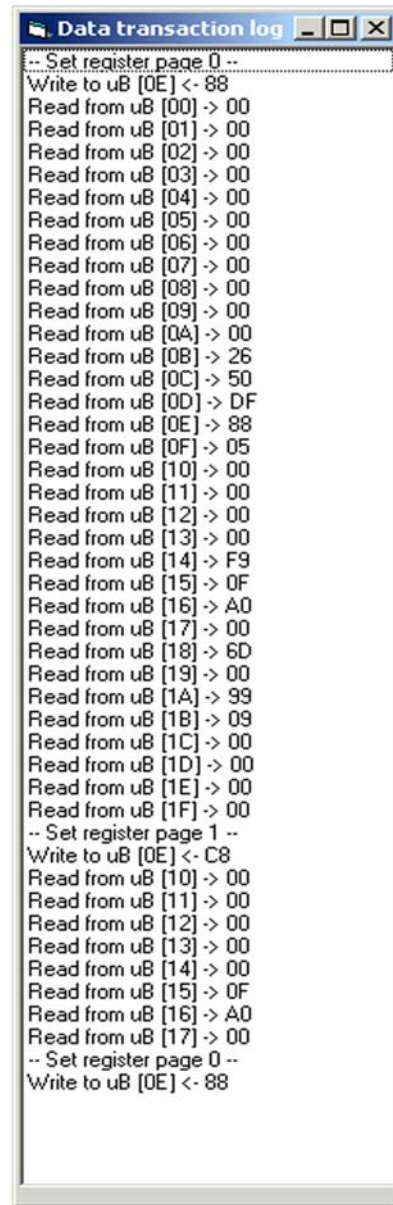 Data transaction log
-- Set register page 0 --
Write to uB [0E] <- 88
Read from uB [00] -> 00
Read from uB [01] -> 00
Read from uB [02] -> 00
Read from uB [03] -> 00
Read from uB [04] -> 00
Read from uB [05] -> 00
Read from uB [06] -> 00
Read from uB [07] -> 00
Read from uB [08] -> 00
Read from uB [09] -> 00
Read from uB [0A] -> 00
Read from uB [0B] -> 26
Read from uB [0C] -> 50
Read from uB [0D] -> DF
Read from uB [0E] -> 88
Read from uB [0F] -> 05
Read from uB [10] -> 00
Read from uB [11] -> 00
Read from uB [12] -> 00
Read from uB [13] -> 00
Read from uB [14] -> F9
Read from uB [15] -> 0F
Read from uB [16] -> A0
Read from uB [17] -> 00
Read from uB [18] -> 6D
Read from uB [19] -> 00
Read from uB [1A] -> 99
Read from uB [1B] -> 09
Read from uB [1C] -> 00
Read from uB [1D] -> 00
Read from uB [1E] -> 00
Read from uB [1F] -> 00
-- Set register page 1 --
Write to uB [0E] <- C8
Read from uB [10] -> 00
Read from uB [11] -> 00
Read from uB [12] -> 00
Read from uB [13] -> 00
Read from uB [14] -> 00
Read from uB [15] -> 0F
Read from uB [16] -> A0
Read from uB [17] -> 00
-- Set register page 0 --
Write to uB [0E] <- 88